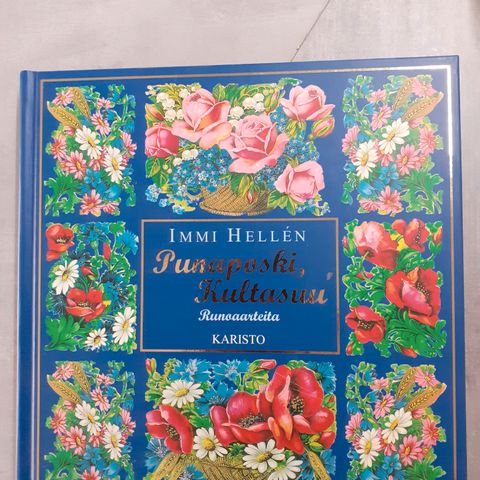 IMMI HELLÉN
Punaposki,
Kultasuu
Runoaarteita
KARISTO